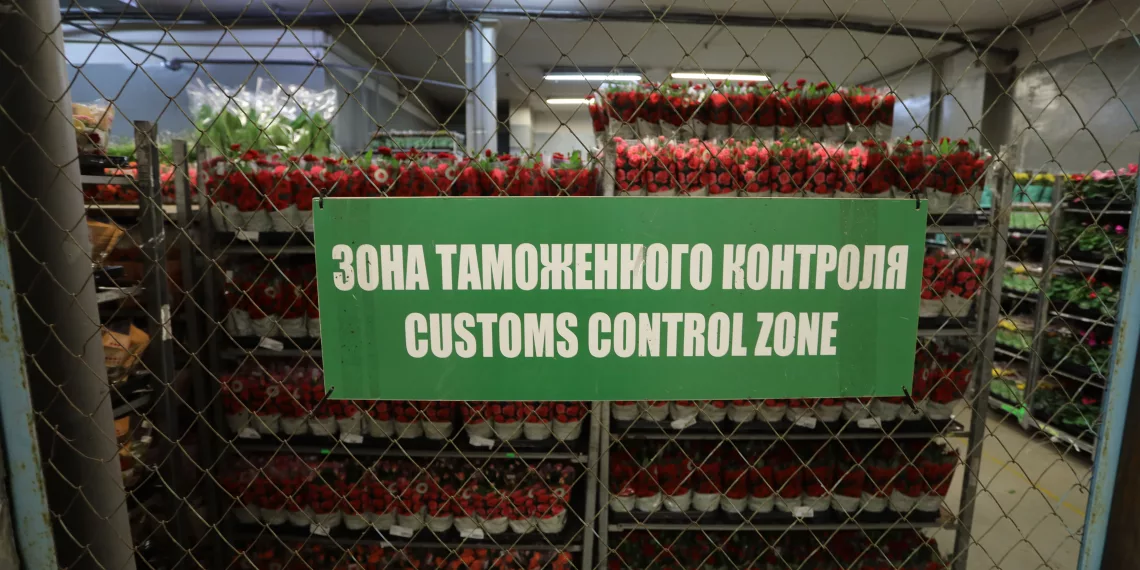 ЗОНА ТАМОЖЕННОГО КОНТРОЛЯ
CUSTOMS CONTROL ZONE